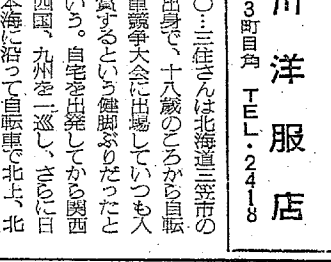 川洋服店
3町目角 TEL・2418
〇…三住さんは北海道三笠市の
出身で、十八歳のころから自転
車競争大会に出場していつも入
賞するという健脚ぶりだったと
いう。自宅を出発してから関西
四国、九州を一巡し、さらに日
本海に沿って自転車で北上、北